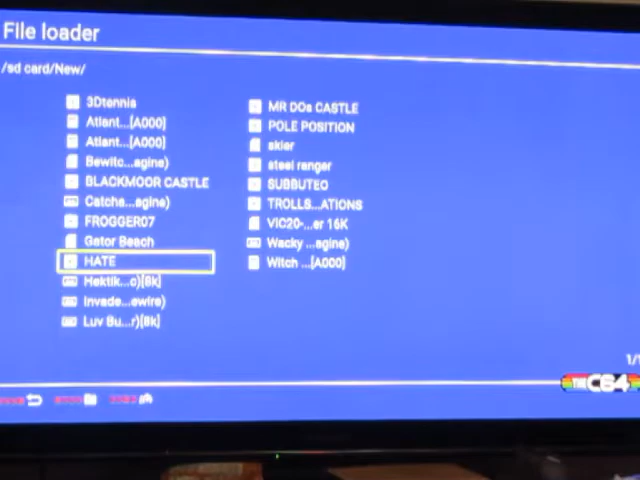 File loader
/sd card/New/
3Dtennis
Atlant...[A000]
Atlant...[A000]
Bewitc...agine)
BLACKMOOR CASTLE
Catcha...agine)
FROGGER07
Gator Beach
HATE
Hektik...c)[8k]
Invade...ewire)
Luv Bu...r)[8k]
MR DOs CASTLE
POLE POSITION
skier
steel ranger
SUBBUTEO
TROLLS...ATIONS
VIC20-...er 16K
Wacky ...agine)
Witch ...[A000]
1/1
THE C64